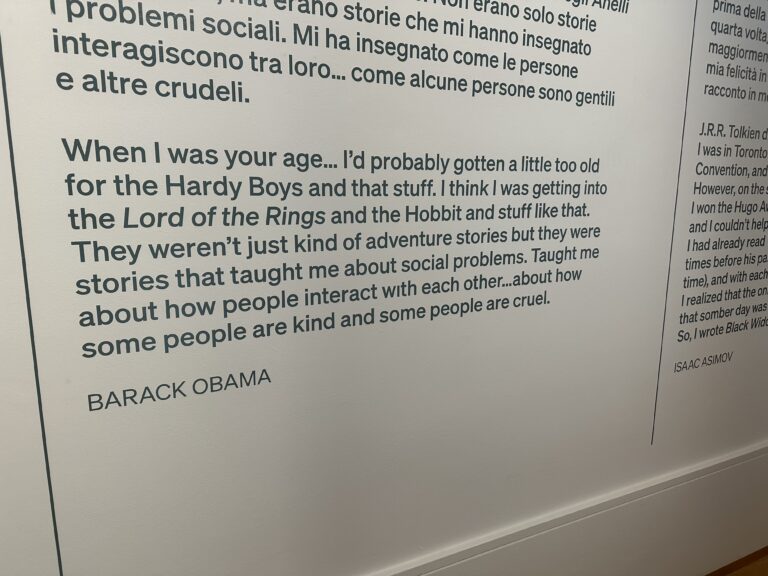 erano storie che mi hanno insegnato
i problemi sociali. Mi ha insegnato come le persone
interagiscono tra loro... come alcune persone sono gentili
e altre crudeli.
When I was your age... I'd probably gotten a little too old
for the Hardy Boys and that stuff. I think I was getting into
the Lord of the Rings and the Hobbit and stuff like that.
They weren't just kind of adventure stories but they were
stories that taught me about social problems. Taught me
about how people interact with each other...about how
some people are kind and some people are cruel.
BARACK OBAMA
prima della
quarta volta,
maggiormen
mia felicità in
racconto in m
J.R.R. Tolkien d
I was in Toronto
Convention, and
However, on the s
I won the Hugo Aw
and I couldn't help
I had already read
times before his pa
time), and with each
I realized that the on
that somber day was
So, I wrote Black Wido
ISAAC ASIMOV